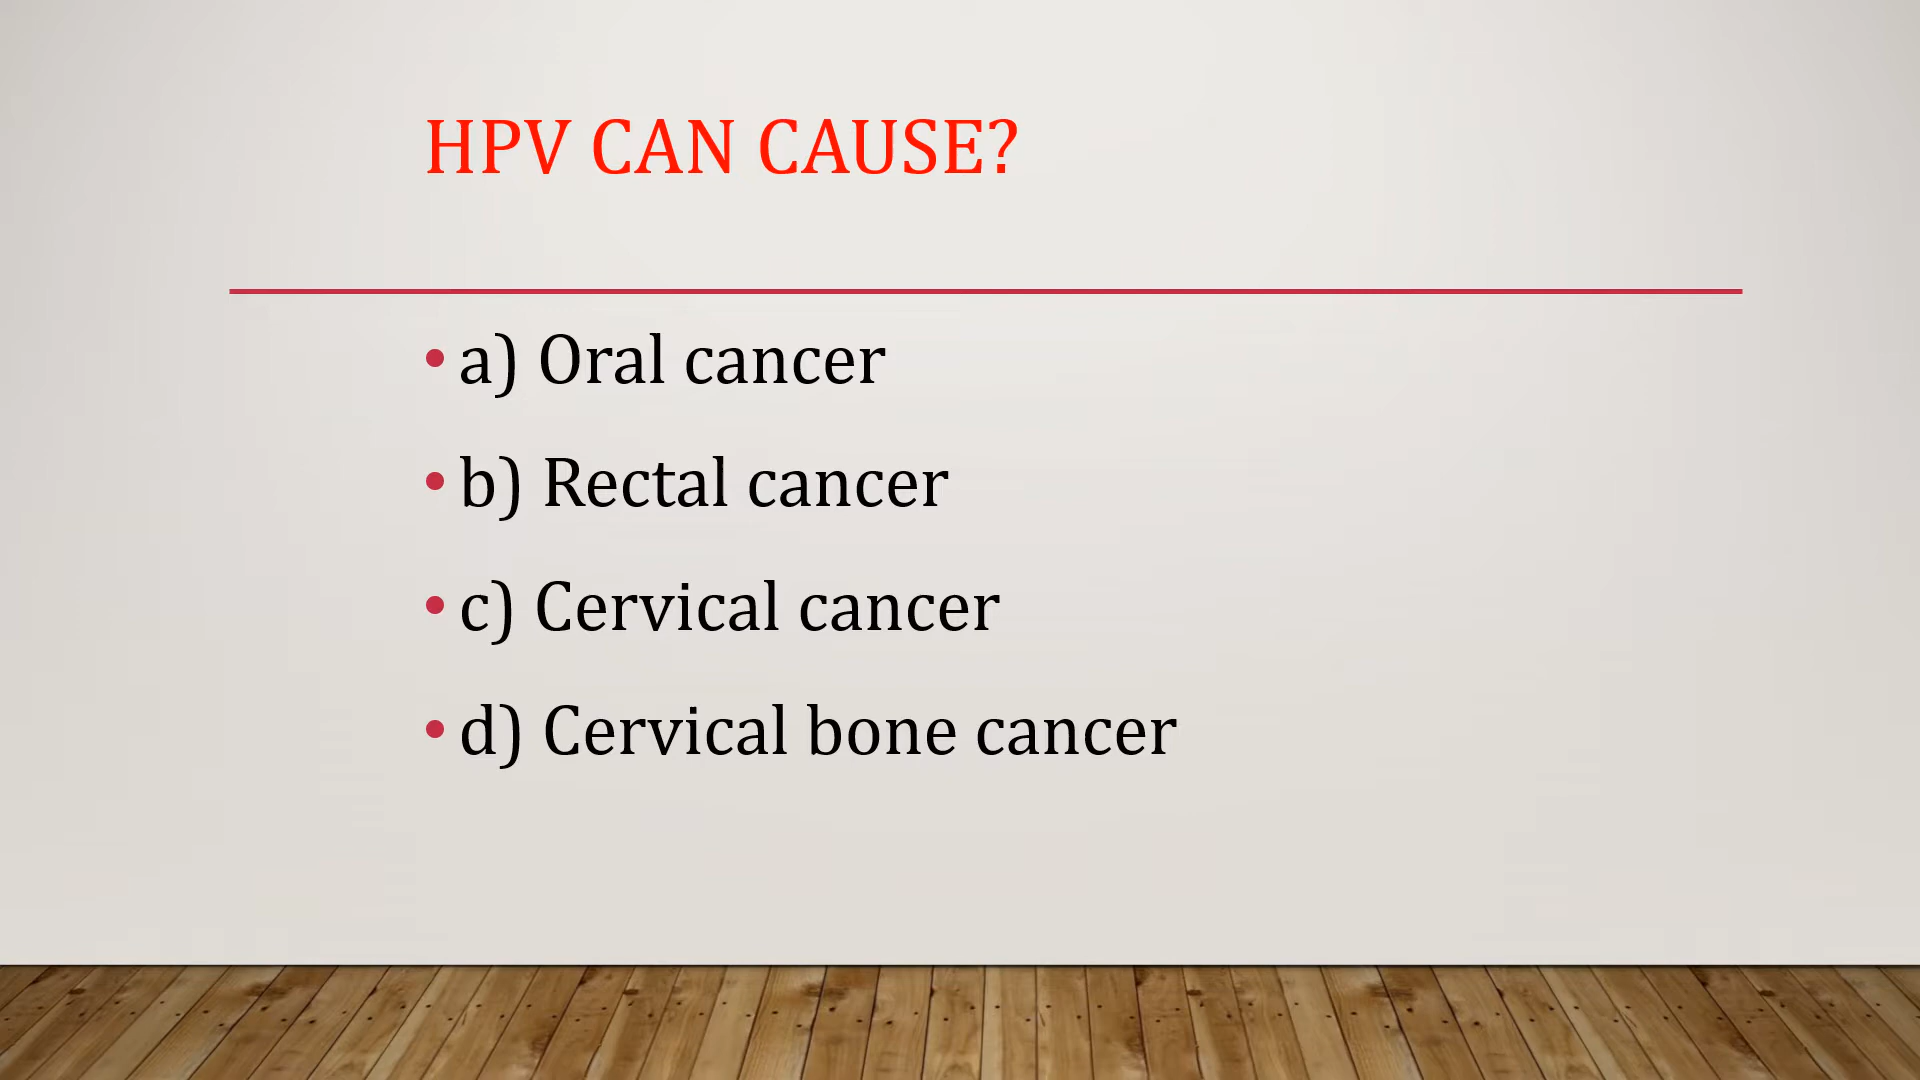 HPV CAN CAUSE?
• a) Oral cancer
• b) Rectal cancer
• c) Cervical cancer
• d) Cervical bone cancer